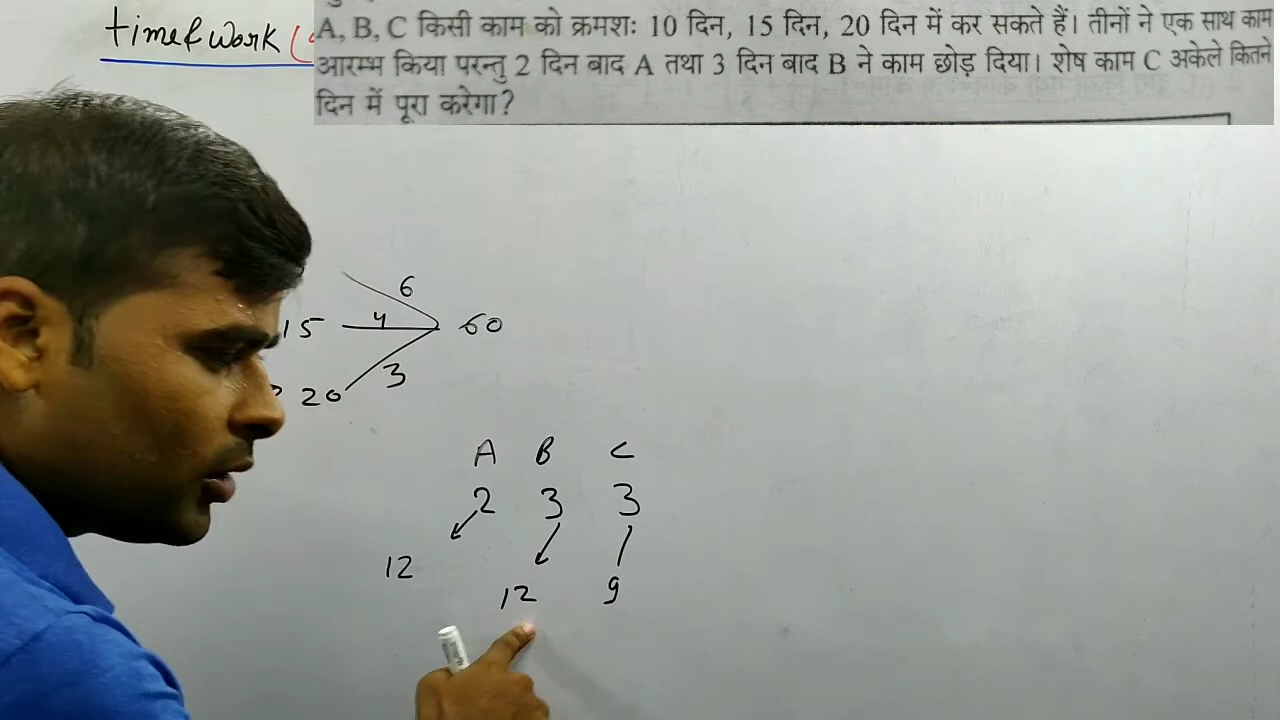 time & work (
A, B, C किसी काम को क्रमशः 10 दिन, 15 दिन, 20 दिन में कर सकते हैं। तीनों ने एक साथ काम
आरम्भ किया परन्तु 2 दिन बाद A तथा 3 दिन बाद B ने काम छोड़ दिया। शेष काम C अकेले कितने
दिन में पूरा करेगा?
6
15 4 60
20 3
A B C
2 3 3
12
12 9